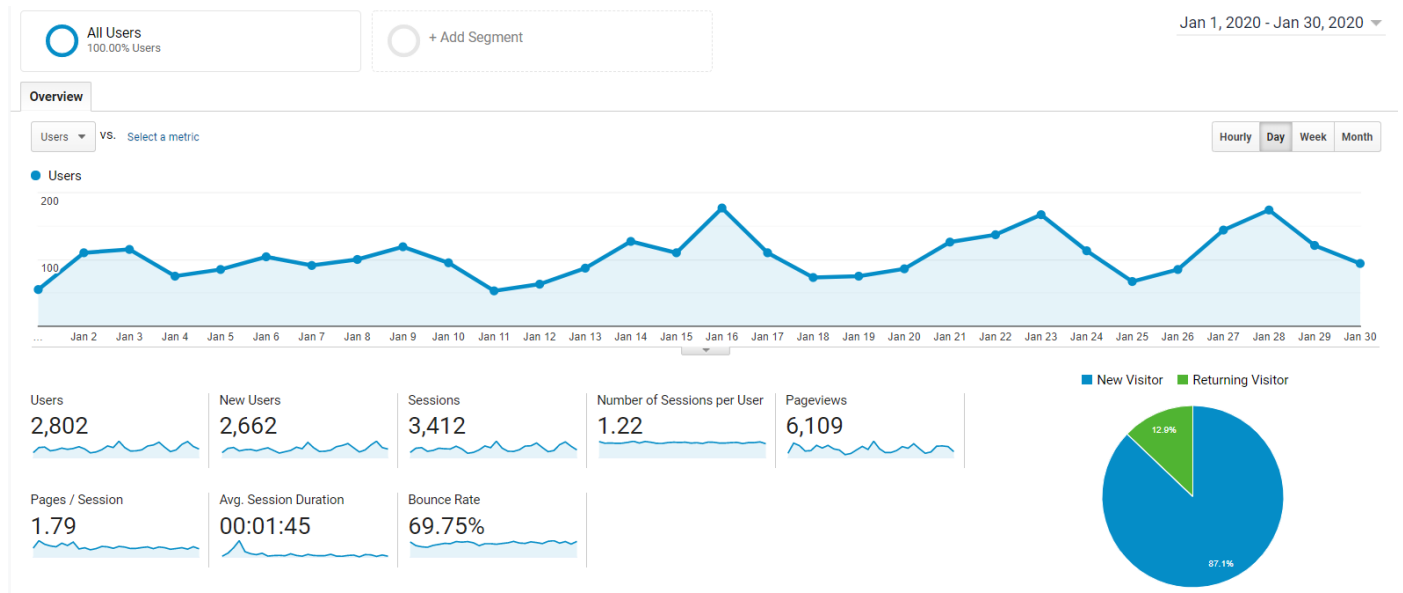 All Users
100.00% Users
+ Add Segment
Jan 1, 2020 - Jan 30, 2020
Overview
Users
VS.
Select a metric
Hourly Day Week Month
Users
200
100
... Jan 2 Jan 3 Jan 4 Jan 5 Jan 6 Jan 7 Jan 8 Jan 9 Jan 10 Jan 11 Jan 12 Jan 13 Jan 14 Jan 15 Jan 16 Jan 17 Jan 18 Jan 19 Jan 20 Jan 21 Jan 22 Jan 23 Jan 24 Jan 25 Jan 26 Jan 27 Jan 28 Jan 29 Jan 30
Users
2,802
New Users
2,662
Sessions
3,412
Number of Sessions per User
1.22
Pageviews
6,109
Pages / Session
1.79
Avg. Session Duration
00:01:45
Bounce Rate
69.75%
New Visitor Returning Visitor
12.9%
87.1%